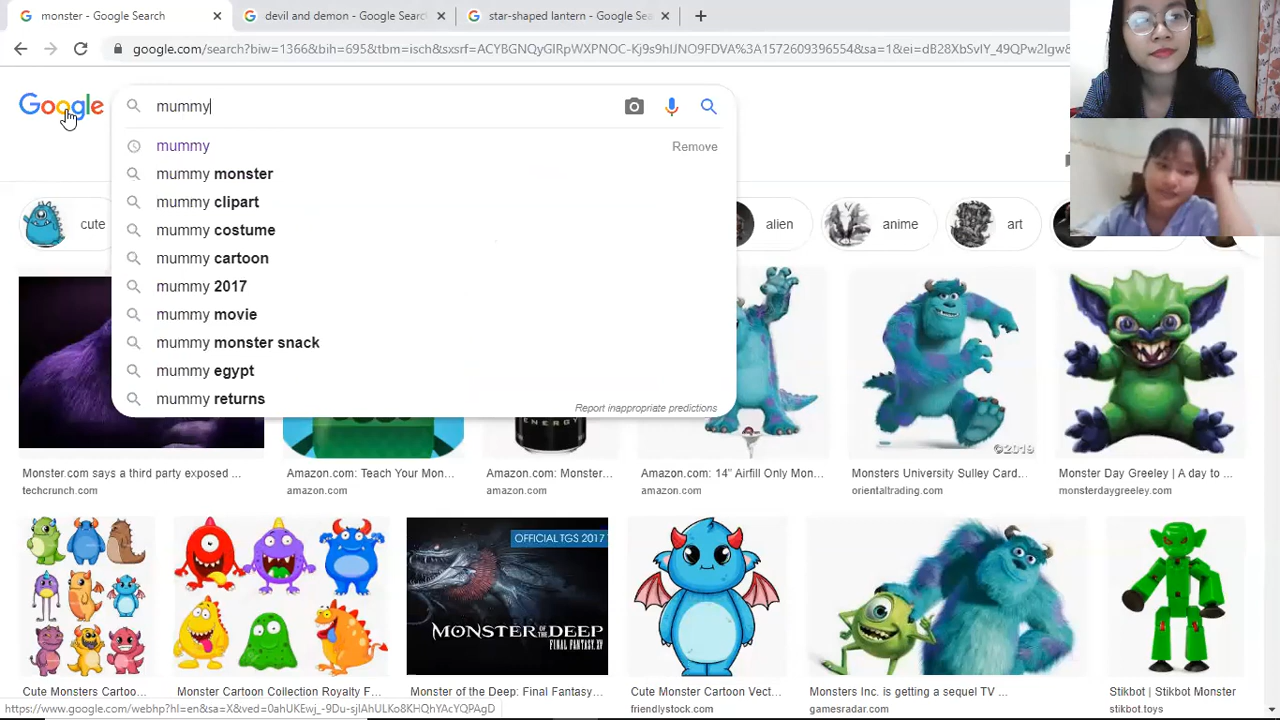 monster - Google Search
devil and demon - Google Search
star-shaped lantern - Google Search
google.com/search?biw=1366&bih=695&tbm=isch&sxsrf=ACYBGNQyGIRpWXPNOC-Kj9s9hIJNO9FDVA%3A1572609396554&sa=1&ei=dB28XbSvIY_49QPw2Igw&
Google
mummy
mummy
Remove
mummy monster
mummy clipart
mummy costume
mummy cartoon
mummy 2017
mummy movie
mummy monster snack
mummy egypt
mummy returns
Report inappropriate predictions
cute
alien
anime
art
ENERGY
©2019
Monster.com says a third party exposed ...
techcrunch.com
Amazon.com: Teach Your Mon...
amazon.com
Amazon.com: Monster...
amazon.com
Amazon.com: 14" Airfill Only Mon...
amazon.com
Monsters University Sulley Card...
orientaltrading.com
Monster Day Greeley | A day to ...
monsterdaygreeley.com
OFFICIAL TGS 2017
MONSTER OF THE DEEP
FINAL FANTASY XV
Cute Monsters Cartoo...
Monster Cartoon Collection Royalty F...
Monster of the Deep: Final Fantasy...
Cute Monster Cartoon Vect...
friendlystock.com
Monsters Inc. is getting a sequel TV ...
gamesradar.com
Stikbot | Stikbot Monster
stikbot.toys
https://www.google.com/webhp?hl=en&sa=X&ved=0ahUKEwj_-9Du-sjlAhULKo8KHQhYAcYQPAgD